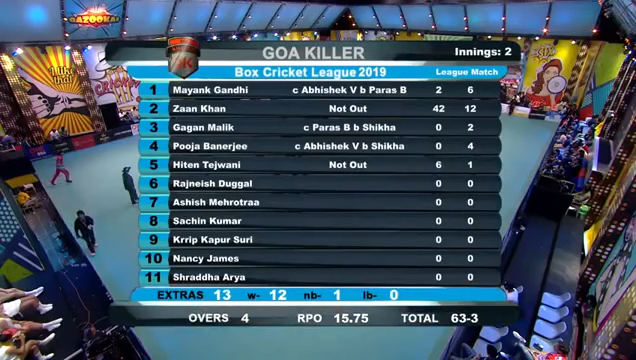 BAZOOKA!
GOA KILLER
Innings: 2
Box Cricket League 2019 League Match
1 Mayank Gandhi c Abhishek V b Paras B 2 6
2 Zaan Khan Not Out 42 12
3 Gagan Malik c Paras B b Shikha 0 2
4 Pooja Banerjee c Abhishek V b Shikha 0 4
5 Hiten Tejwani Not Out 6 1
6 Rajneish Duggal 0 0
7 Ashish Mehrotraa 0 0
8 Sachin Kumar 0 0
9 Krrip Kapur Suri 0 0
10 Nancy James 0 0
11 Shraddha Arya 0 0
EXTRAS 13 w- 12 nb- 1 lb- 0
OVERS 4 RPO 15.75 TOTAL 63-3